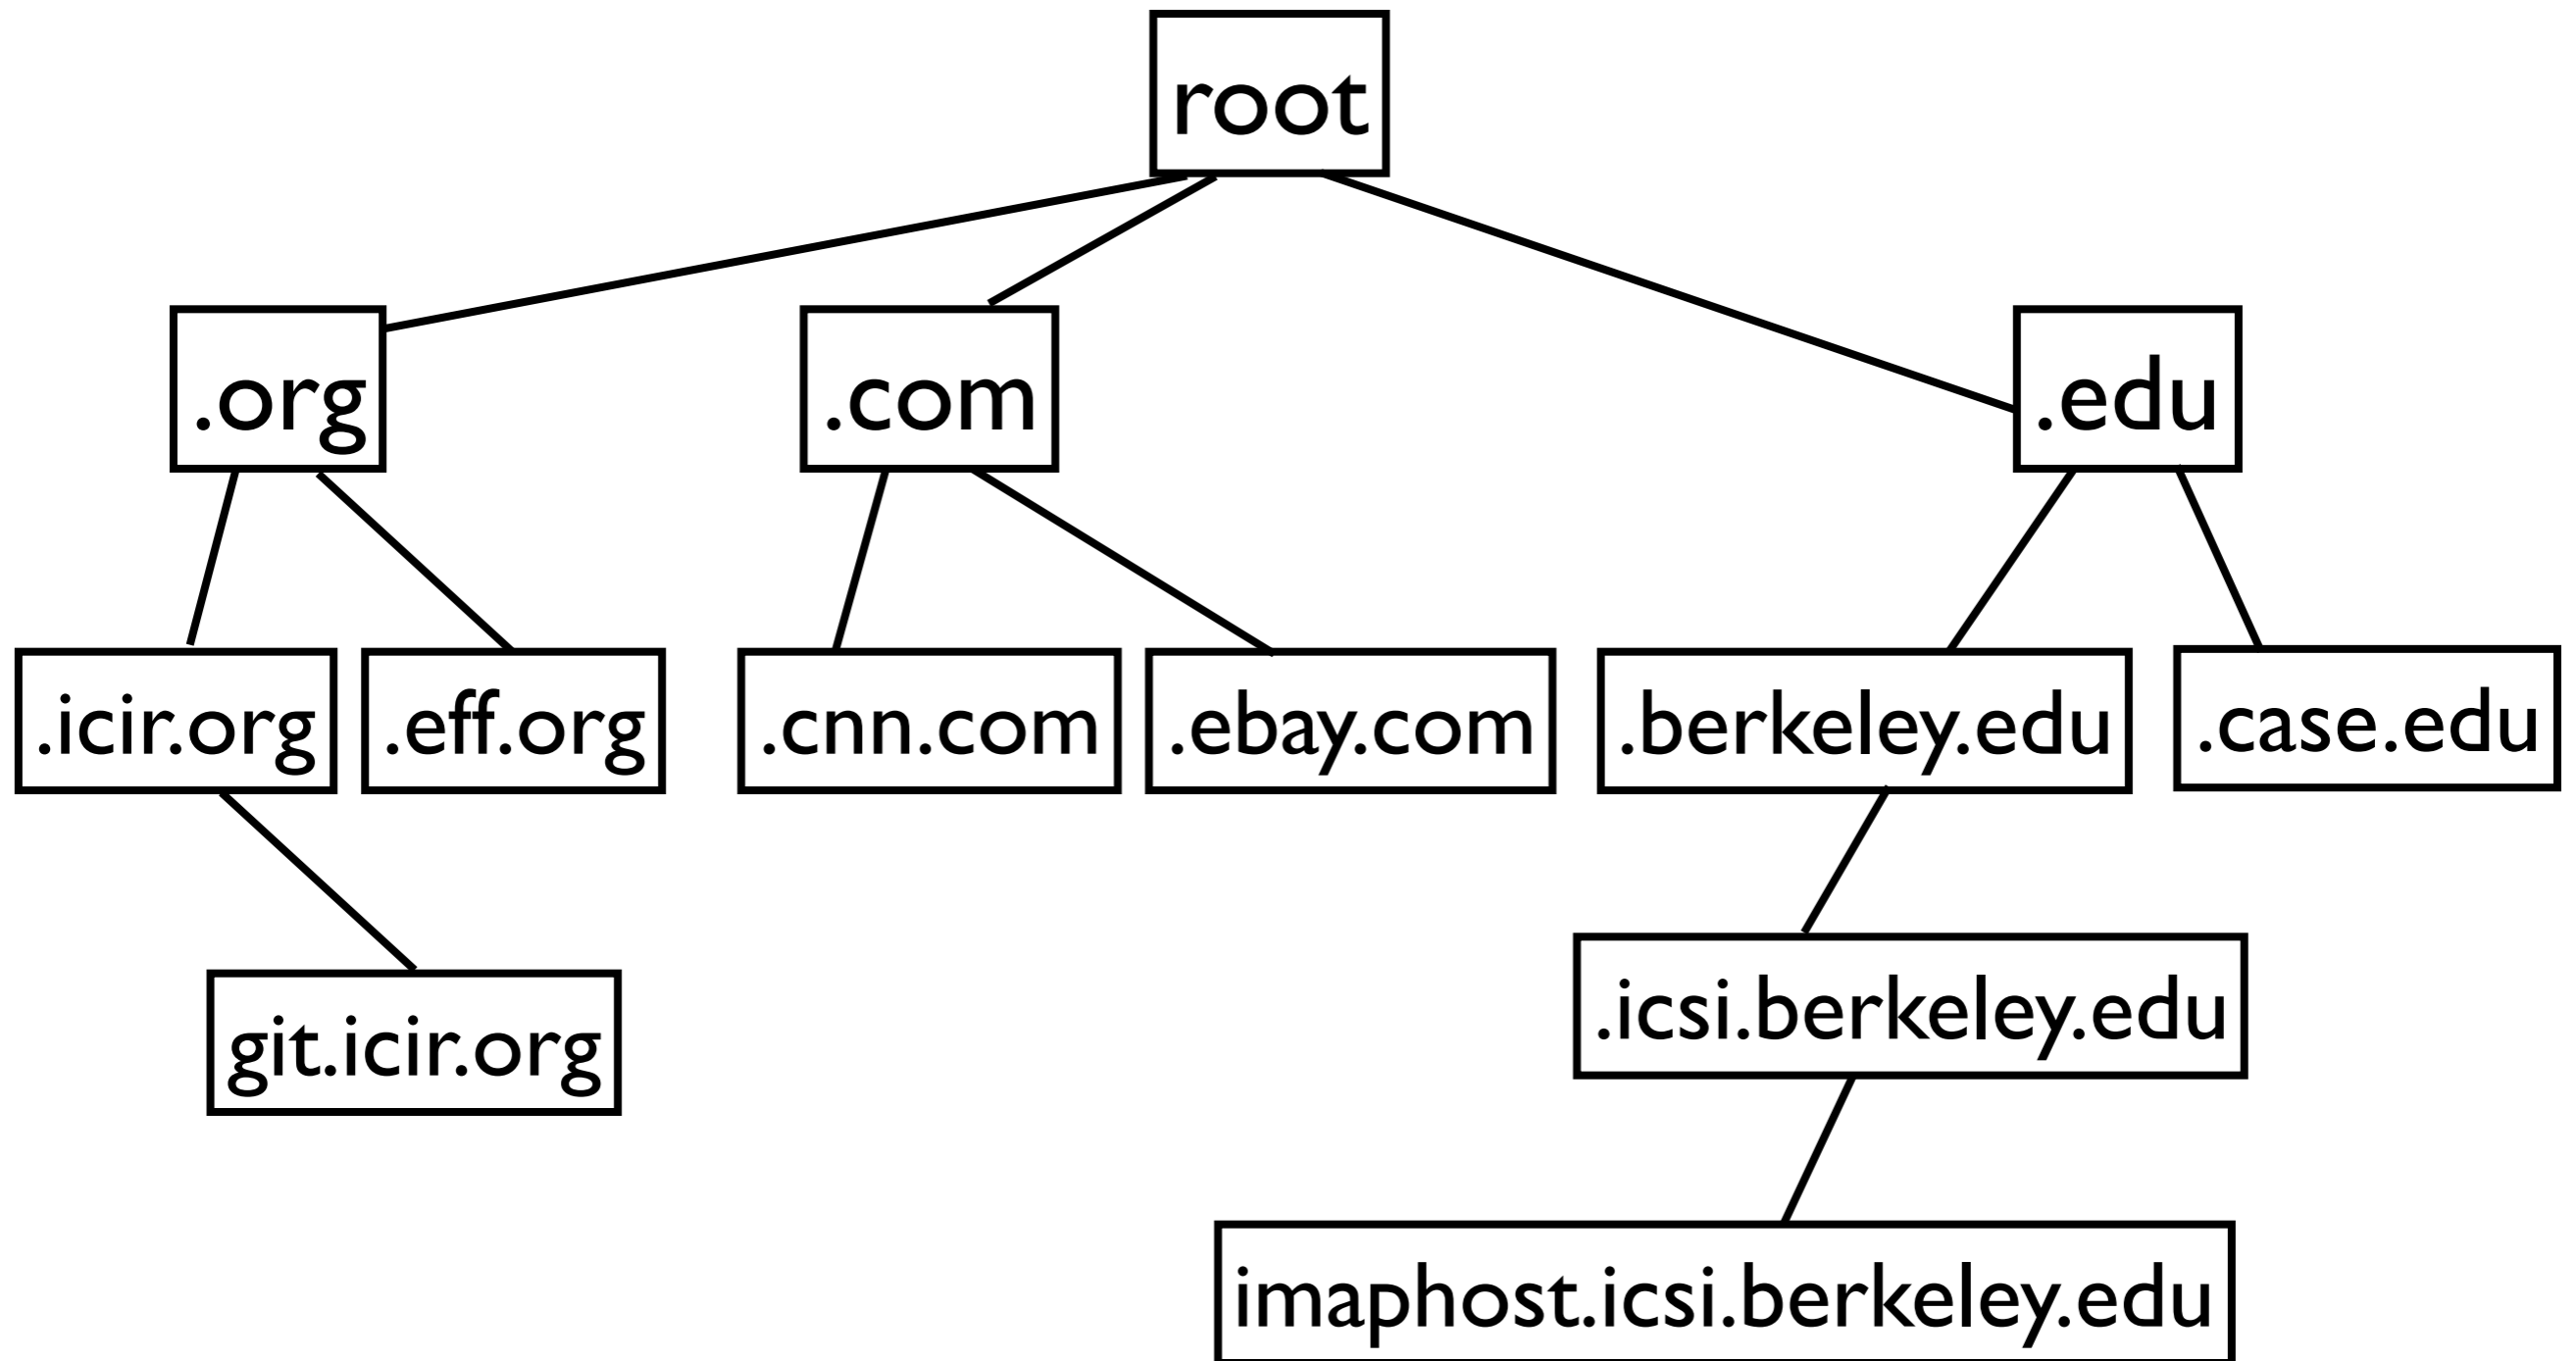 root
.org
.com
.edu
.icir.org
.eff.org
.cnn.com
.ebay.com
.berkeley.edu
.case.edu
git.icir.org
.icsi.berkeley.edu
imaphost.icsi.berkeley.edu